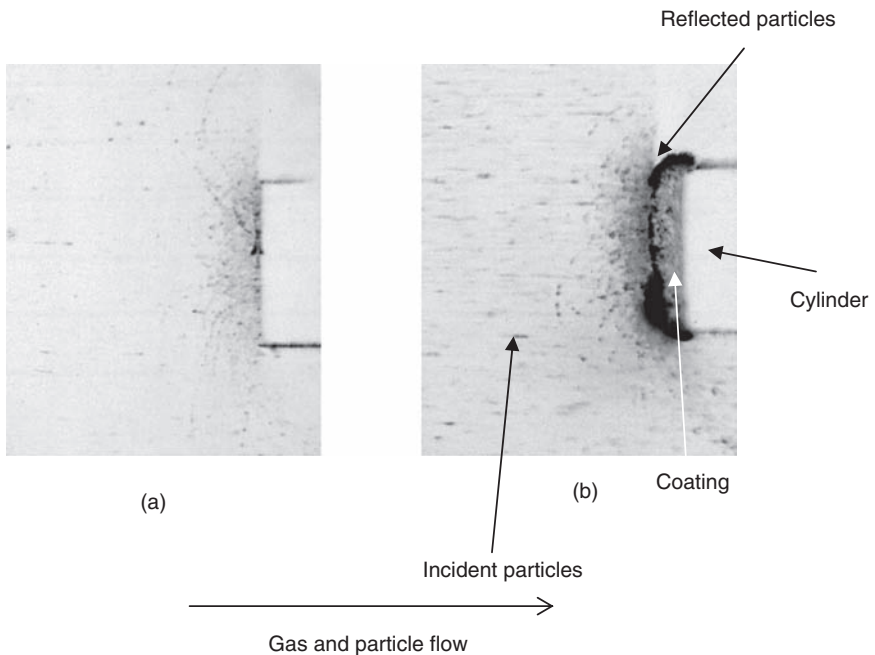 Reflected particles
Cylinder
Coating
(a)
(b)
Incident particles
Gas and particle flow